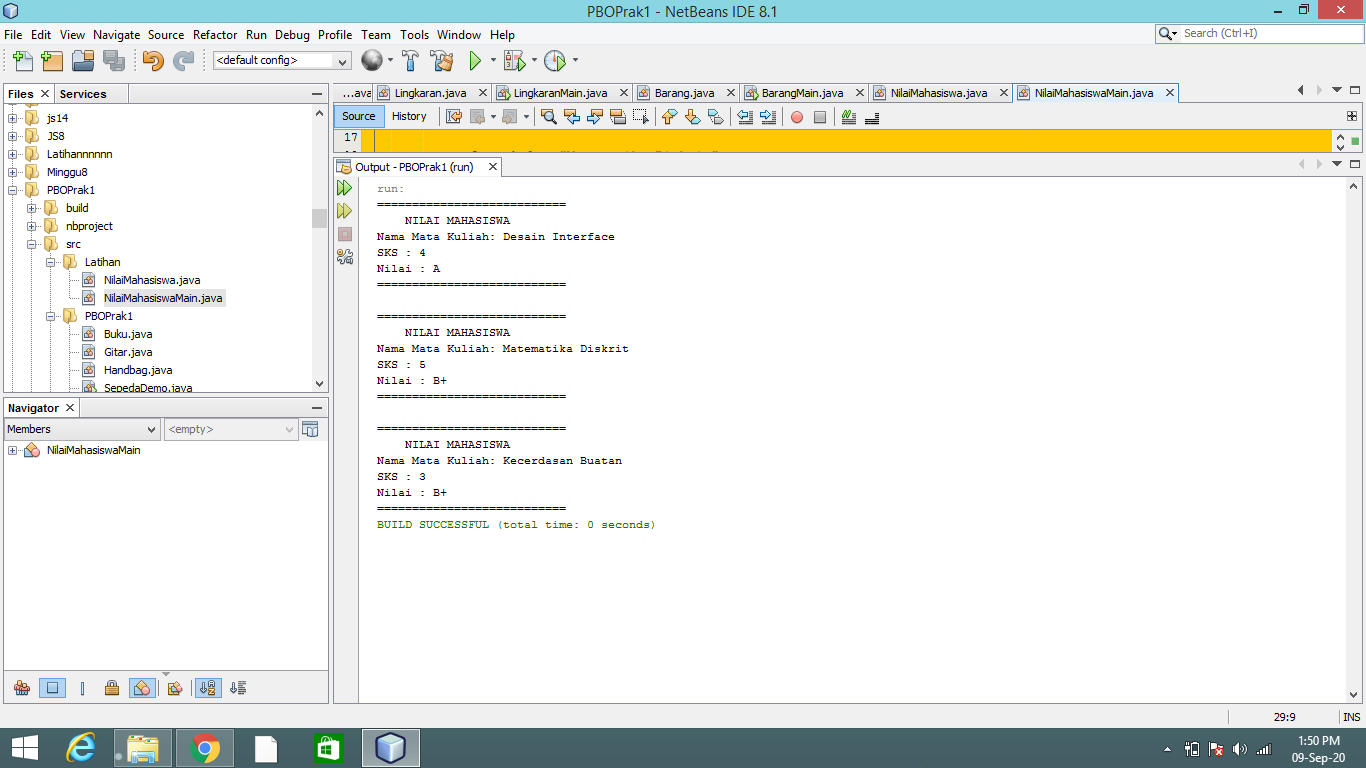 PBOPrak1 - NetBeans IDE 8.1
File Edit View Navigate Source Refactor Run Debug Profile Team Tools Window Help
Search (Ctrl+I)
<default config>
Files
Services
js14
JS8
Latihannnnnn
Minggu8
PBOPrak1
build
nbproject
src
Latihan
NilaiMahasiswa.java
NilaiMahasiswaMain.java
PBOPrak1
Buku.java
Gitar.java
Handbag.java
SepedaDemo.java
Navigator
Members
<empty>
NilaiMahasiswaMain
...ava Lingkaran.java LingkaranMain.java Barang.java BarangMain.java NilaiMahasiswa.java NilaiMahasiswaMain.java
Source History
17
Output - PBOPrak1 (run)
run:
===========================
NILAI MAHASISWA
Nama Mata Kuliah: Desain Interface
SKS : 4
Nilai : A
===========================
===========================
NILAI MAHASISWA
Nama Mata Kuliah: Matematika Diskrit
SKS : 5
Nilai : B+
===========================
===========================
NILAI MAHASISWA
Nama Mata Kuliah: Kecerdasan Buatan
SKS : 3
Nilai : B+
===========================
BUILD SUCCESSFUL (total time: 0 seconds)
29:9 INS
1:50 PM
09-Sep-20